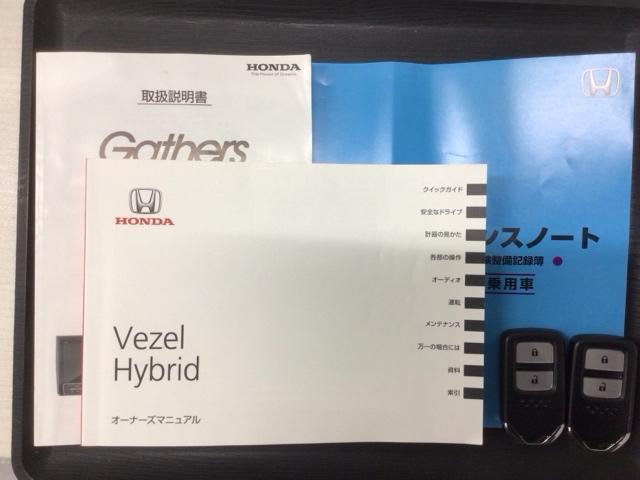 HONDA
The Power of Dreams
取扱説明書
Gathers
HONDA
クイックガイド
安全なドライブ
計器の見かた
各部の操作
オーディオ
運転
メンテナンス
万一の場合には
資料
索引
Vezel
Hybrid
オーナーズマニュアル
ンスノート
整備記録簿
乗用車